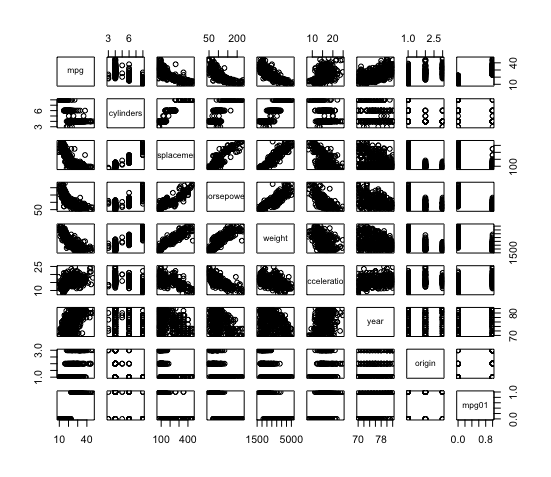 3 6 50 200 10 20 1.0 2.5
mpg 10 40
3 6 cylinders
splaceme 100
50 orsepowe
weight 1500
10 25 cceleratio
year 70 80
1.0 3.0 origin
mpg01 0.0 1.0
10 40 100 400 1500 5000 70 78 0.0 0.8